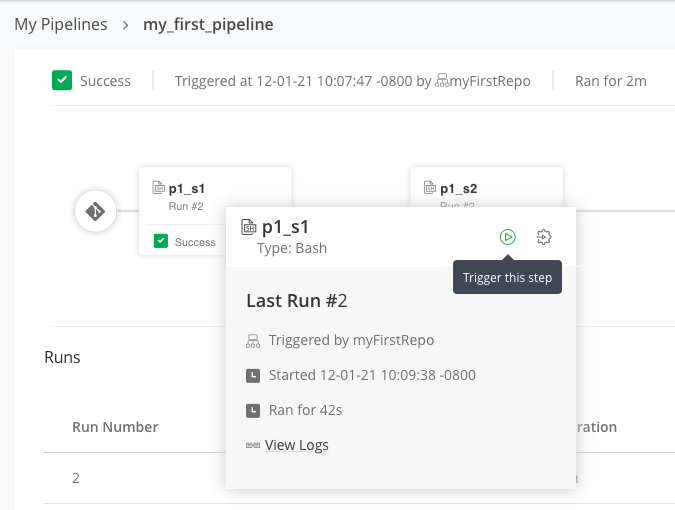 My Pipelines > my_first_pipeline
Success Triggered at 12-01-21 10:07:47 -0800 by myFirstRepo Ran for 2m
p1_s1
Run #2
Success
p1_s2
Run #2
p1_s1
Type: Bash
Trigger this step
Last Run #2
Triggered by myFirstRepo
Started 12-01-21 10:09:38 -0800
Ran for 42s
View Logs
Runs
Run Number
ration
2